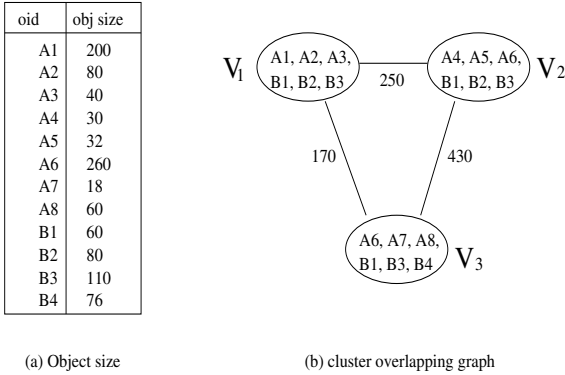 oid obj size
A1 200
A2 80
A3 40
A4 30
A5 32
A6 260
A7 18
A8 60
B1 60
B2 80
B3 110
B4 76
(a) Object size
V1
A1, A2, A3,
B1, B2, B3
250
A4, A5, A6,
B1, B2, B3
V2
170
430
A6, A7, A8,
B1, B3, B4
V3
(b) cluster overlapping graph